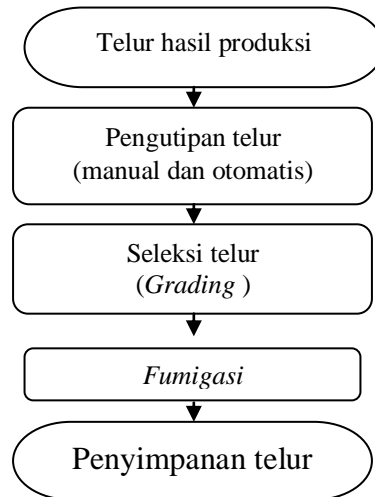 Telur hasil produksi
Pengutipan telur
(manual dan otomatis)
Seleksi telur
(Grading )
Fumigasi
Penyimpanan telur